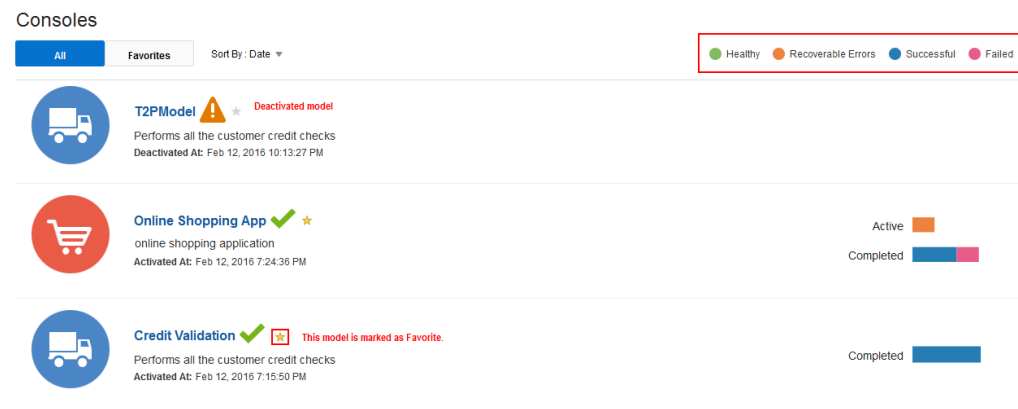 Consoles
All Favorites Sort By : Date
Healthy Recoverable Errors Successful Failed
T2PModel Deactivated model
Performs all the customer credit checks
Deactivated At: Feb 12, 2016 10:13:27 PM
Online Shopping App
online shopping application
Activated At: Feb 12, 2016 7:24:36 PM
Active
Completed
Credit Validation This model is marked as Favorite.
Performs all the customer credit checks
Activated At: Feb 12, 2016 7:15:50 PM
Completed